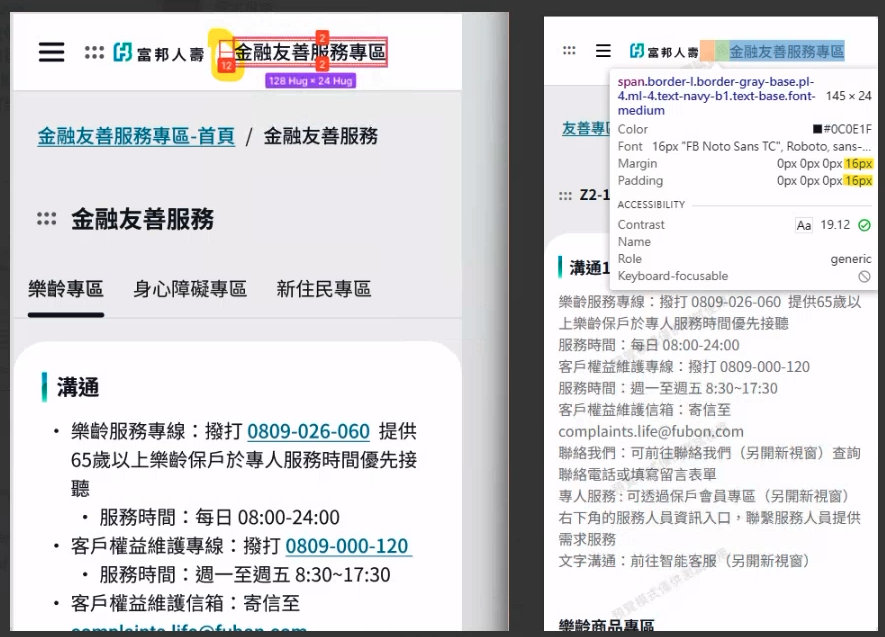 富邦人壽
金融友善服務專區
2
2
12
128 Hug × 24 Hug
金融友善服務專區-首頁 / 金融友善服務專區
金融友善服務
樂齡專區 身心障礙專區 新住民專區
溝通
• 樂齡服務專線：撥打 0809-026-060 提供
65歲以上樂齡保戶於專人服務時間優先接
聽
• 服務時間：每日 08:00-24:00
• 客戶權益維護專線：撥打 0809-000-120
• 服務時間：週一至週五 8:30~17:30
• 客戶權益維護信箱：寄信至
complaints.life@fubon.com
富邦人壽 金融友善服務專區
span.border-l.border-gray-base.pl-
4.ml-4.text-navy-b1.text-base.font-
medium
145 × 24
Color #0C0E1F
Font 16px "FB Noto Sans TC", Roboto, sans-...
Margin 0px 0px 0px 16px
Padding 0px 0px 0px 16px
ACCESSIBILITY
Contrast Aa 19.12
Name
Role generic
Keyboard-focusable
友善專
Z2-1
溝通1
樂齡服務專線：撥打 0809-026-060 提供65歲以
上樂齡保戶於專人服務時間優先接聽
服務時間：每日 08:00-24:00
客戶權益維護專線：撥打 0809-000-120
服務時間：週一至週五 8:30~17:30
客戶權益維護信箱：寄信至
complaints.life@fubon.com
聯絡我們：可前往聯絡我們（另開新視窗）查詢
聯絡電話或填寫留言表單
專人服務 : 可透過保戶會員專區（另開新視窗）
右下角的服務人員資訊入口，聯繫服務人員提供
需求服務
文字溝通：前往智能客服（另開新視窗）
樂齡商品專區